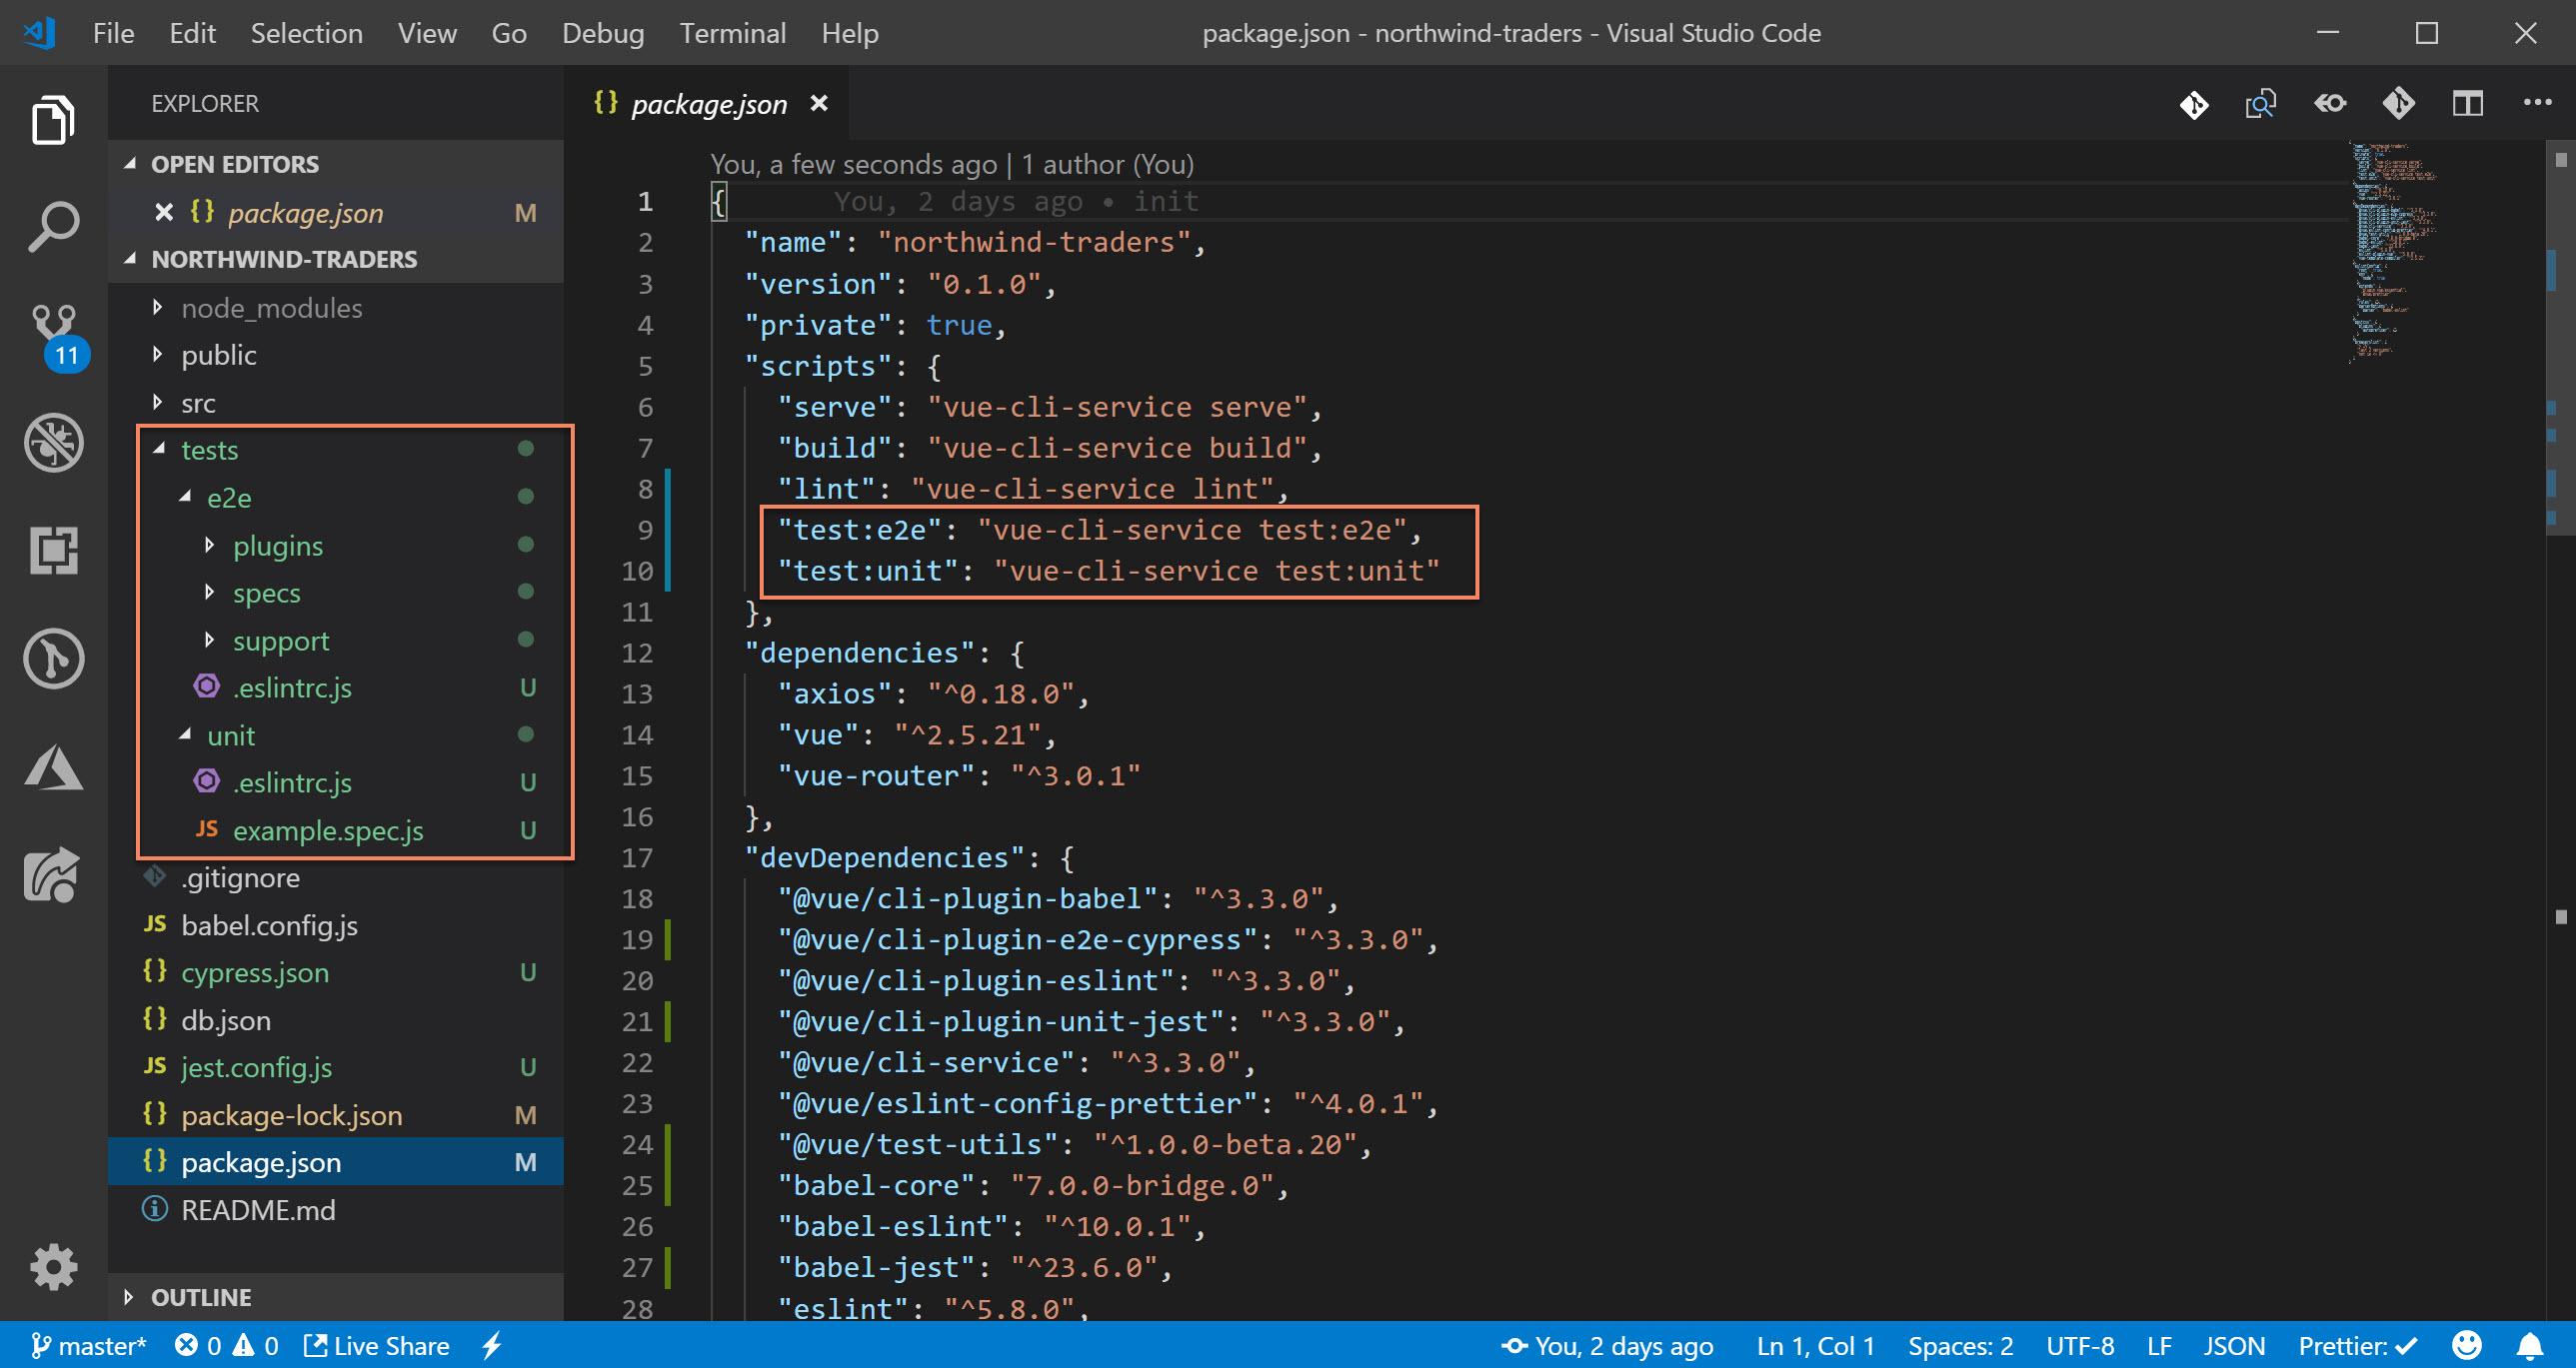 File Edit Selection View Go Debug Terminal Help package.json - northwind-traders - Visual Studio Code
EXPLORER
OPEN EDITORS
package.json M
NORTHWIND-TRADERS
node_modules
public
src
tests
e2e
plugins
specs
support
.eslintrc.js U
unit
.eslintrc.js U
JS example.spec.js U
.gitignore
JS babel.config.js
{} cypress.json U
{} db.json
JS jest.config.js U
{} package-lock.json M
{} package.json M
README.md
OUTLINE
11
{} package.json
You, a few seconds ago | 1 author (You)
1 { You, 2 days ago • init
2 "name": "northwind-traders",
3 "version": "0.1.0",
4 "private": true,
5 "scripts": {
6 "serve": "vue-cli-service serve",
7 "build": "vue-cli-service build",
8 "lint": "vue-cli-service lint",
9 "test:e2e": "vue-cli-service test:e2e",
10 "test:unit": "vue-cli-service test:unit"
11 },
12 "dependencies": {
13 "axios": "^0.18.0",
14 "vue": "^2.5.21",
15 "vue-router": "^3.0.1"
16 },
17 "devDependencies": {
18 "@vue/cli-plugin-babel": "^3.3.0",
19 "@vue/cli-plugin-e2e-cypress": "^3.3.0",
20 "@vue/cli-plugin-eslint": "^3.3.0",
21 "@vue/cli-plugin-unit-jest": "^3.3.0",
22 "@vue/cli-service": "^3.3.0",
23 "@vue/eslint-config-prettier": "^4.0.1",
24 "@vue/test-utils": "^1.0.0-beta.20",
25 "babel-core": "7.0.0-bridge.0",
26 "babel-eslint": "^10.0.1",
27 "babel-jest": "^23.6.0",
28 "eslint": "^5.8.0",
master* 0 0 Live Share You, 2 days ago Ln 1, Col 1 Spaces: 2 UTF-8 LF JSON Prettier: ✓